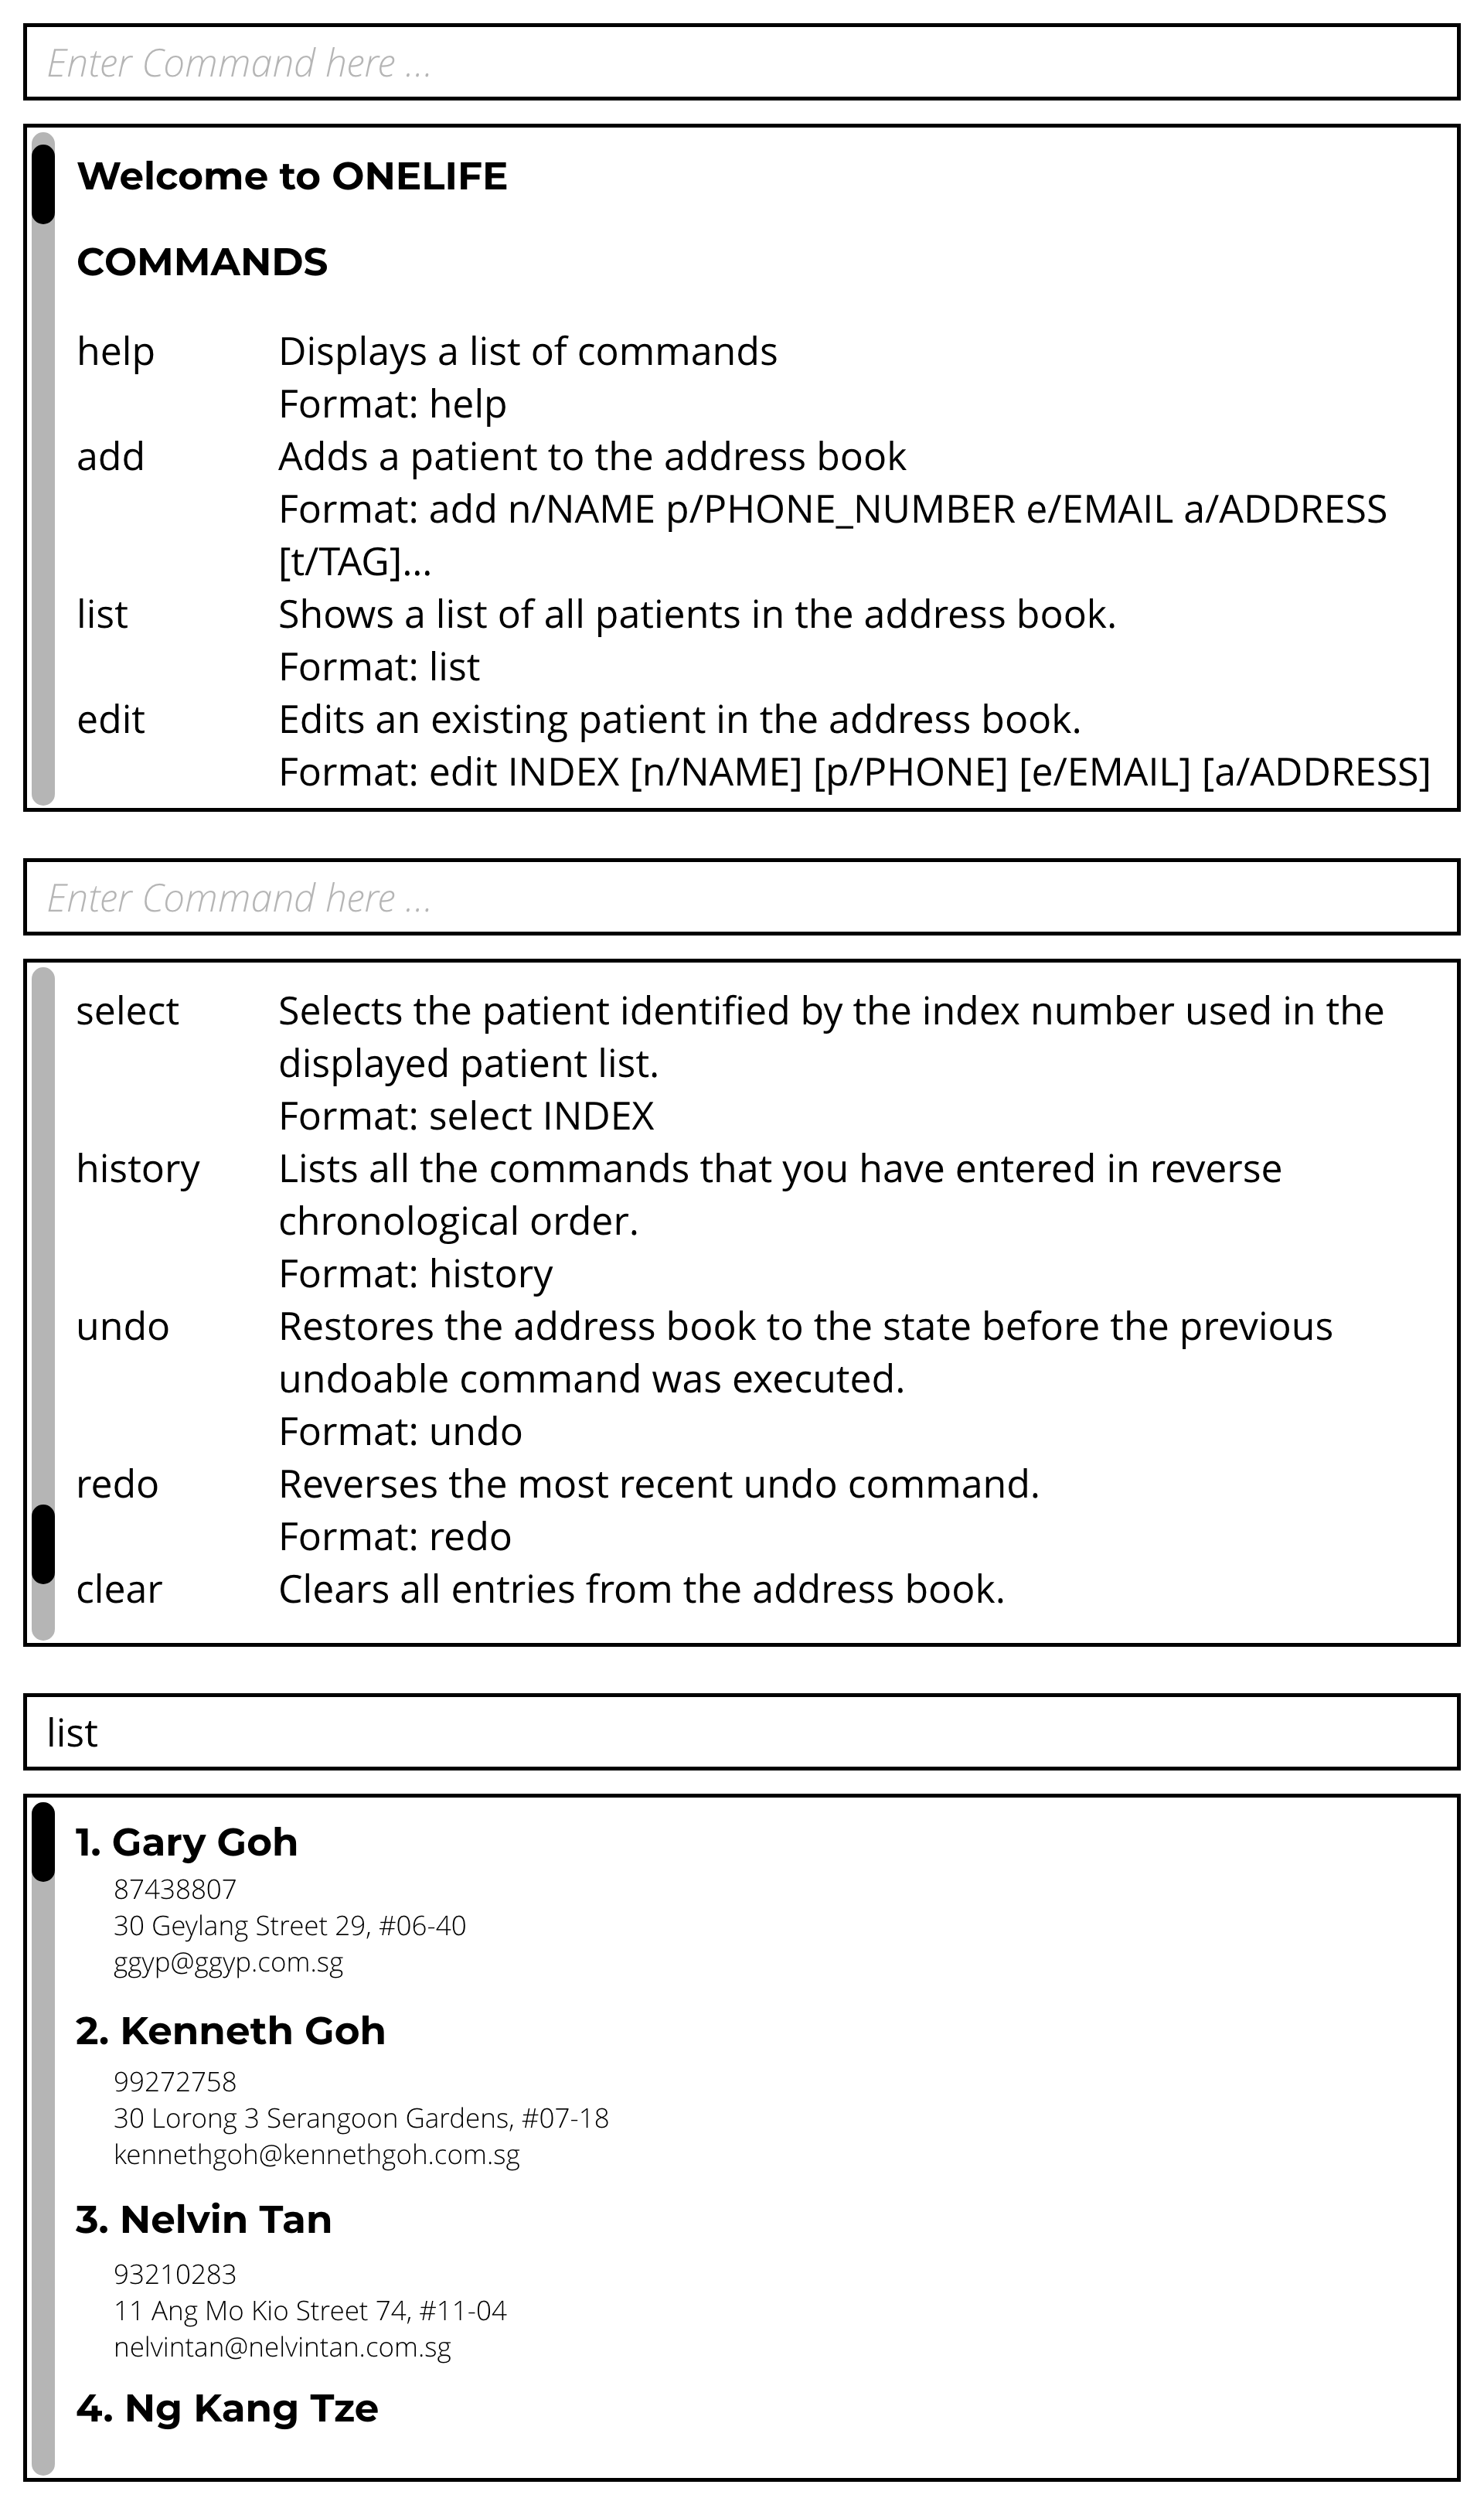 Enter Command here ...
Welcome to ONELIFE
COMMANDS
help Displays a list of commands
Format: help
add Adds a patient to the address book
Format: add n/NAME p/PHONE_NUMBER e/EMAIL a/ADDRESS
[t/TAG]...
list Shows a list of all patients in the address book.
Format: list
edit Edits an existing patient in the address book.
Format: edit INDEX [n/NAME] [p/PHONE] [e/EMAIL] [a/ADDRESS]
Enter Command here ...
select Selects the patient identified by the index number used in the
displayed patient list.
Format: select INDEX
history Lists all the commands that you have entered in reverse
chronological order.
Format: history
undo Restores the address book to the state before the previous
undoable command was executed.
Format: undo
redo Reverses the most recent undo command.
Format: redo
clear Clears all entries from the address book.
list
1. Gary Goh
87438807
30 Geylang Street 29, #06-40
ggyp@ggyp.com.sg
2. Kenneth Goh
99272758
30 Lorong 3 Serangoon Gardens, #07-18
kennethgoh@kennethgoh.com.sg
3. Nelvin Tan
93210283
11 Ang Mo Kio Street 74, #11-04
nelvintan@nelvintan.com.sg
4. Ng Kang Tze